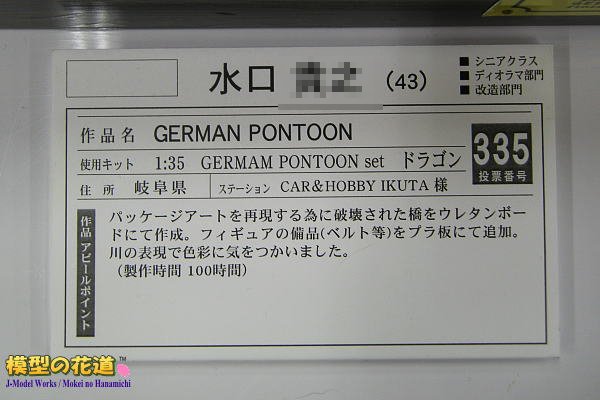 水口 (43)
■ シニアクラス
■ ディオラマ部門
■ 改造部門
作品名 GERMAN PONTOON
使用キット 1:35 GERMAM PONTOON set ドラゴン
335
投票番号
住所 岐阜県 ステーション CAR&HOBBY IKUTA 様
作品アピールポイント
パッケージアートを再現する為に破壊された橋をウレタンボー
ドにて作成。フィギュアの備品(ベルト等)をプラ板にて追加。
川の表現で色彩に気をつかいました。
(製作時間 100時間)
模型の花道™
J-Model Works / Mokei no Hanamichi